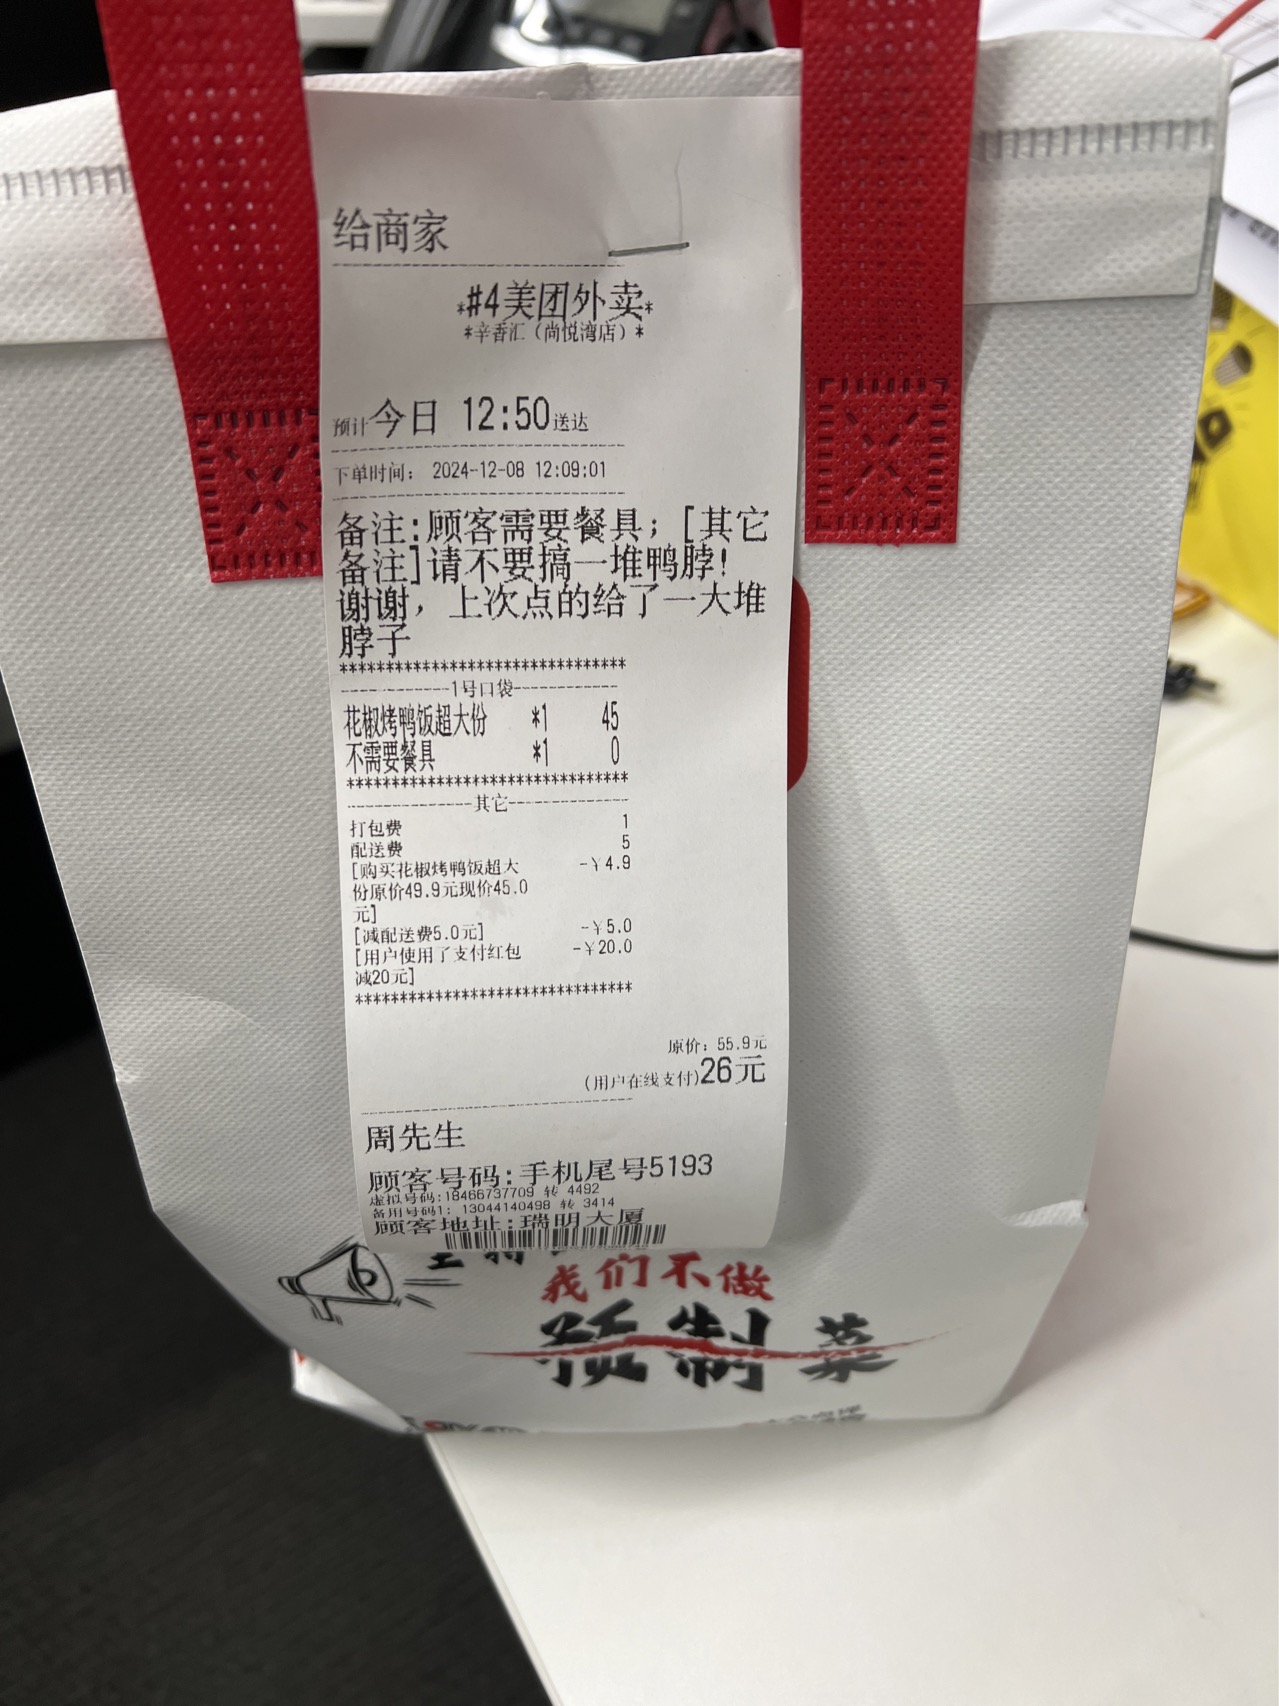 给商家
*#4美团外卖*
*辛香汇（尚悦湾店）*
预计今日 12:50送达
下单时间： 2024-12-08 12:09:01
备注:顾客需要餐具；[其它
备注]请不要搞一堆鸭脖！
谢谢，上次点的给了一大堆
脖子
********************************
------------1号口袋------------
花椒烤鸭饭超大份 *1 45
不需要餐具 *1 0
********************************
--------------其它--------------
打包费 1
配送费 5
[购买花椒烤鸭饭超大 -￥4.9
份原价49.9元现价45.0
元]
[减配送费5.0元] -￥5.0
[用户使用了支付红包 -￥20.0
减20元]
********************************
原价：55.9元
(用户在线支付)26元
周先生
顾客号码:手机尾号5193
虚拟号码:18466737709 转 4492
备用号码1: 13044140498 转 3414
顾客地址:瑞明大厦
我们不做
预制菜